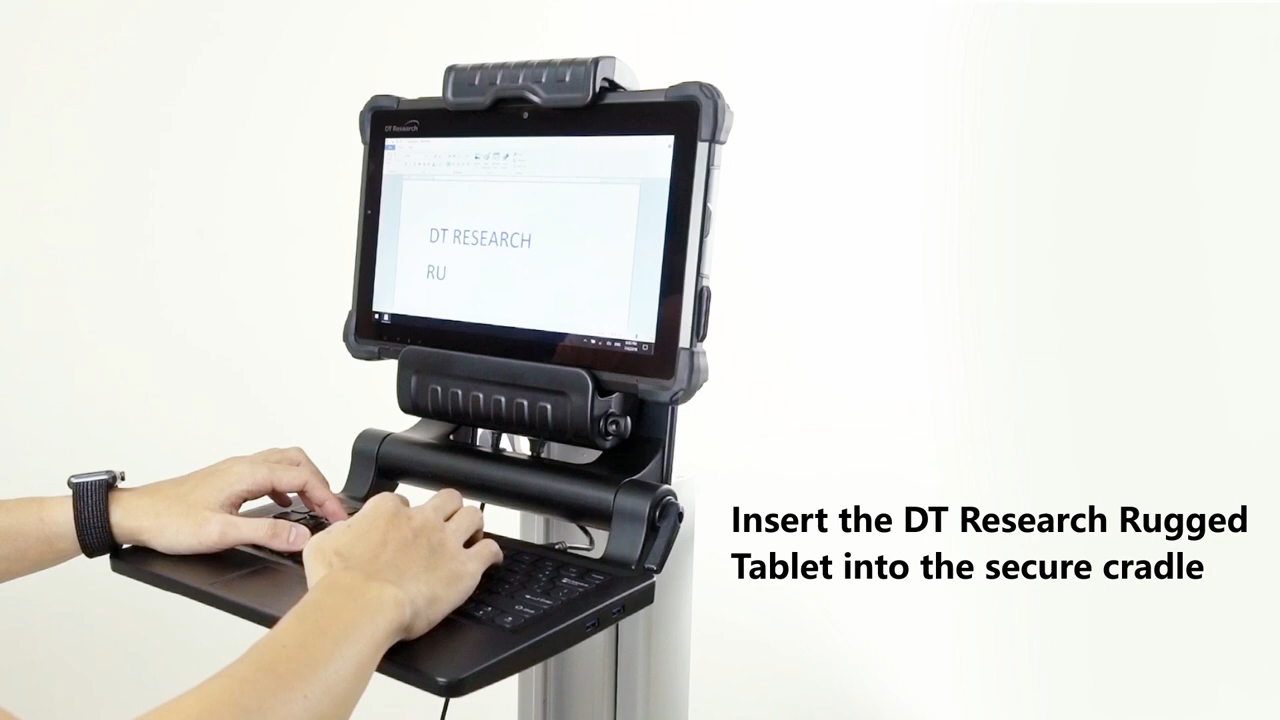 DT Research
DT RESEARCH
RU
Insert the DT Research Rugged
Tablet into the secure cradle